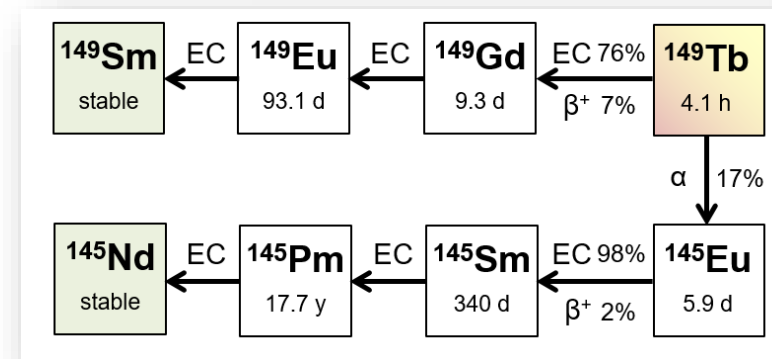 ¹⁴⁹Sm EC ¹⁴⁹Eu EC ¹⁴⁹Gd EC 76% ¹⁴⁹Tb
stable 93.1 d 9.3 d β⁺ 7% 4.1 h
α 17%
¹⁴⁵Nd EC ¹⁴⁵Pm EC ¹⁴⁵Sm EC 98% ¹⁴⁵Eu
stable 17.7 y 340 d β⁺ 2% 5.9 d